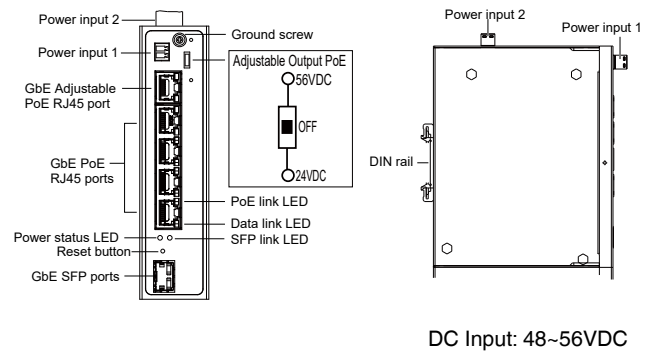 Power input 2
Power input 1
GbE Adjustable
PoE RJ45 port
GbE PoE
RJ45 ports
Power status LED
Reset button
GbE SFP ports
Ground screw
Adjustable Output PoE
56VDC
OFF
24VDC
PoE link LED
Data link LED
SFP link LED
Power input 2
Power input 1
DIN rail
DC Input: 48~56VDC